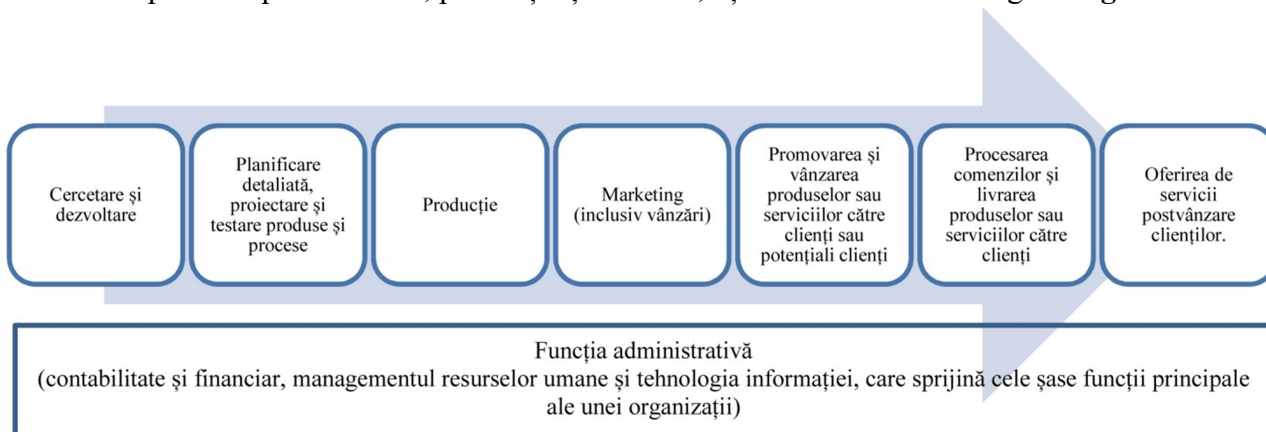 Cercetare și
dezvoltare
Planificare
detaliată,
proiectare și
testare produse și
procese
Producție
Marketing
(inclusiv vânzări)
Promovarea și
vânzarea
produselor sau
serviciilor către
clienți sau
potențiali clienți
Procesarea
comenzilor și
livrarea
produselor sau
serviciilor către
clienți
Oferirea de
servicii
postvânzare
clienților.
Funcția administrativă
(contabilitate și financiar, managementul resurselor umane și tehnologia informației, care sprijină cele șase funcții principale
ale unei organizații)